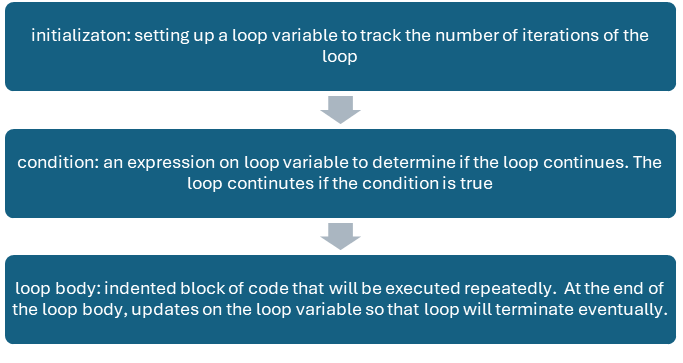 initializaton: setting up a loop variable to track the number of iterations of the
loop
condition: an expression on loop variable to determine if the loop continues. The
loop continutes if the condition is true
loop body: indented block of code that will be executed repeatedly.  At the end of
the loop body, updates on the loop variable so that loop will terminate eventually.